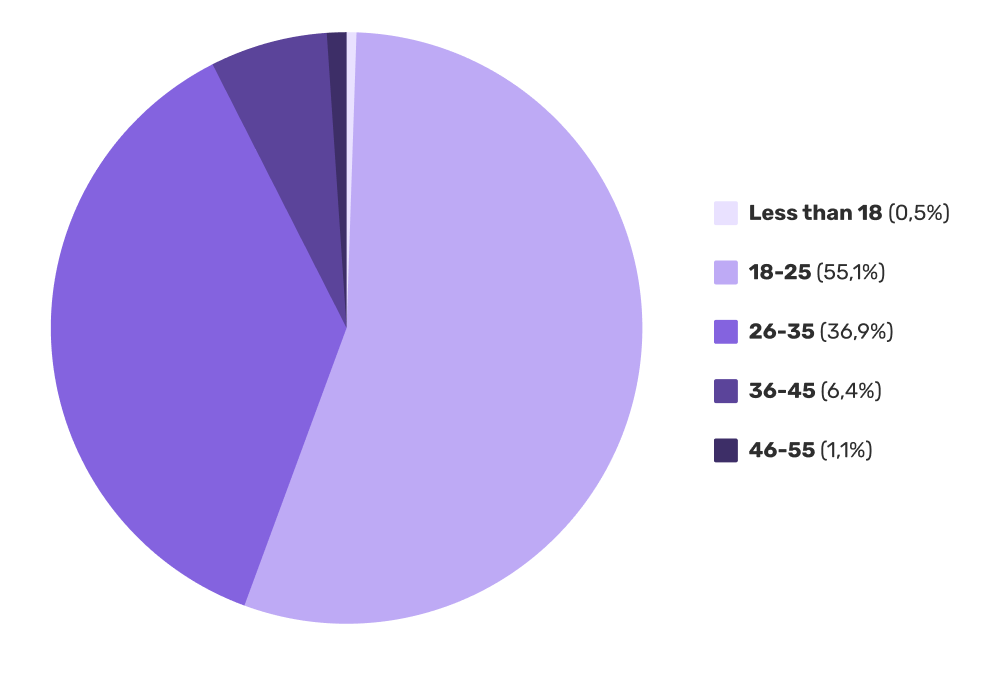 Less than 18 (0,5%)
18-25 (55,1%)
26-35 (36,9%)
36-45 (6,4%)
46-55 (1,1%)